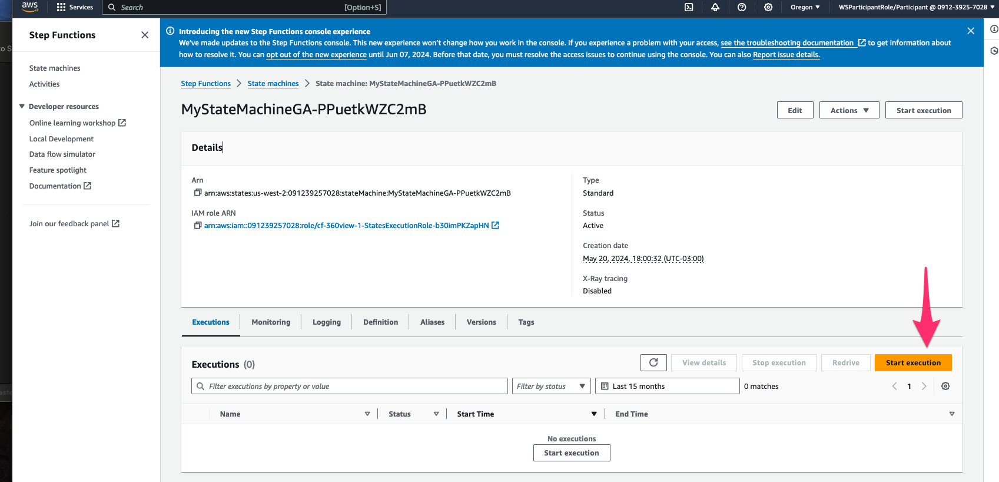 aws
Services
Search
[Option+S]
Oregon
WSParticipantRole/Participant @ 0912-3925-7028
Step Functions
State machines
Activities
Developer resources
Online learning workshop
Local Development
Data flow simulator
Feature spotlight
Documentation
Join our feedback panel
Introducing the new Step Functions console experience
We've made updates to the Step Functions console. This new experience won't change how you work in the console. If you experience a problem with your access, see the troubleshooting documentation to get information about
how to resolve it. You can opt out of the new experience until Jun 07, 2024. Before that date, you must resolve the access issues to continue using the console. You can also Report issue details.
Step Functions
State machines
State machine: MyStateMachineGA-PPuetkWZC2mB
MyStateMachineGA-PPuetkWZC2mB
Edit
Actions
Start execution
Details
Arn
arn:aws:states:us-west-2:091239257028:stateMachine:MyStateMachineGA-PPuetkWZC2mB
IAM role ARN
arn:aws:iam::091239257028:role/cf-360view-1-StatesExecutionRole-b30imPKZapHN
Type
Standard
Status
Active
Creation date
May 20, 2024, 18:00:32 (UTC-03:00)
X-Ray tracing
Disabled
Executions
Monitoring
Logging
Definition
Aliases
Versions
Tags
Executions (0)
View details
Stop execution
Redrive
Start execution
Filter executions by property or value
Filter by status
Last 15 months
0 matches
1
Name
Status
Start Time
End Time
No executions
Start execution